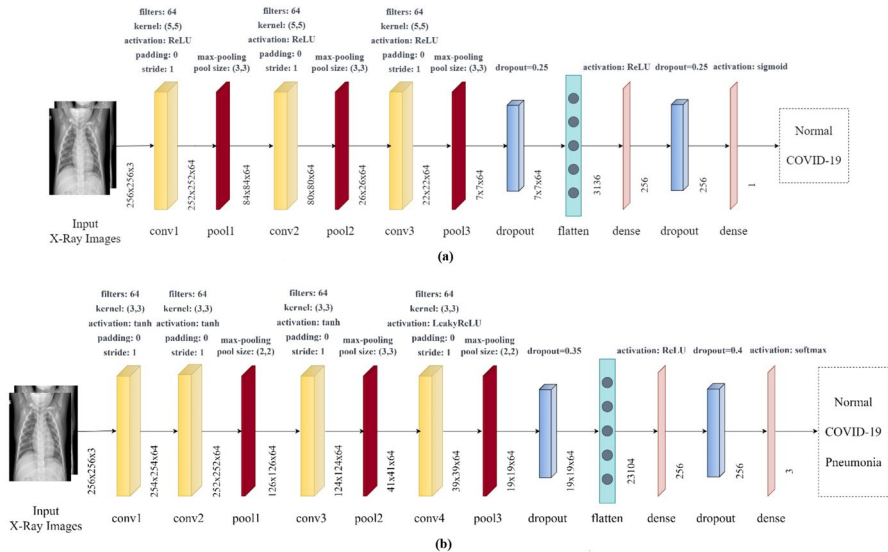 filters: 64
kernel: (5,5)
activation: ReLU
padding: 0
stride: 1
max-pooling
pool size: (3,3)
filters: 64
kernel: (5,5)
activation: ReLU
padding: 0
stride: 1
max-pooling
pool size: (3,3)
filters: 64
kernel: (5,5)
activation: ReLU
padding: 0
stride: 1
max-pooling
pool size: (3,3)
dropout=0.25
activation: ReLU
dropout=0.25
activation: sigmoid
256x256x3
252x252x64
84x84x64
80x80x64
26x26x64
22x22x64
7x7x64
7x7x64
3136
256
256
1
Normal
COVID-19
Input
X-Ray Images
conv1
pool1
conv2
pool2
conv3
pool3
dropout
flatten
dense
dropout
dense
(a)
filters: 64
kernel: (3,3)
activation: tanh
padding: 0
stride: 1
filters: 64
kernel: (3,3)
activation: tanh
padding: 0
stride: 1
max-pooling
pool size: (2,2)
filters: 64
kernel: (3,3)
activation: tanh
padding: 0
stride: 1
max-pooling
pool size: (3,3)
filters: 64
kernel: (3,3)
activation: LeakyReLU
padding: 0
stride: 1
max-pooling
pool size: (2,2)
dropout=0.35
activation: ReLU
dropout=0.4
activation: softmax
256x256x3
254x254x64
252x252x64
126x126x64
124x124x64
41x41x64
39x39x64
19x19x64
19x19x64
23104
256
256
3
Normal
COVID-19
Pneumonia
Input
X-Ray Images
conv1
conv2
pool1
conv3
pool2
conv4
pool3
dropout
flatten
dense
dropout
dense
(b)